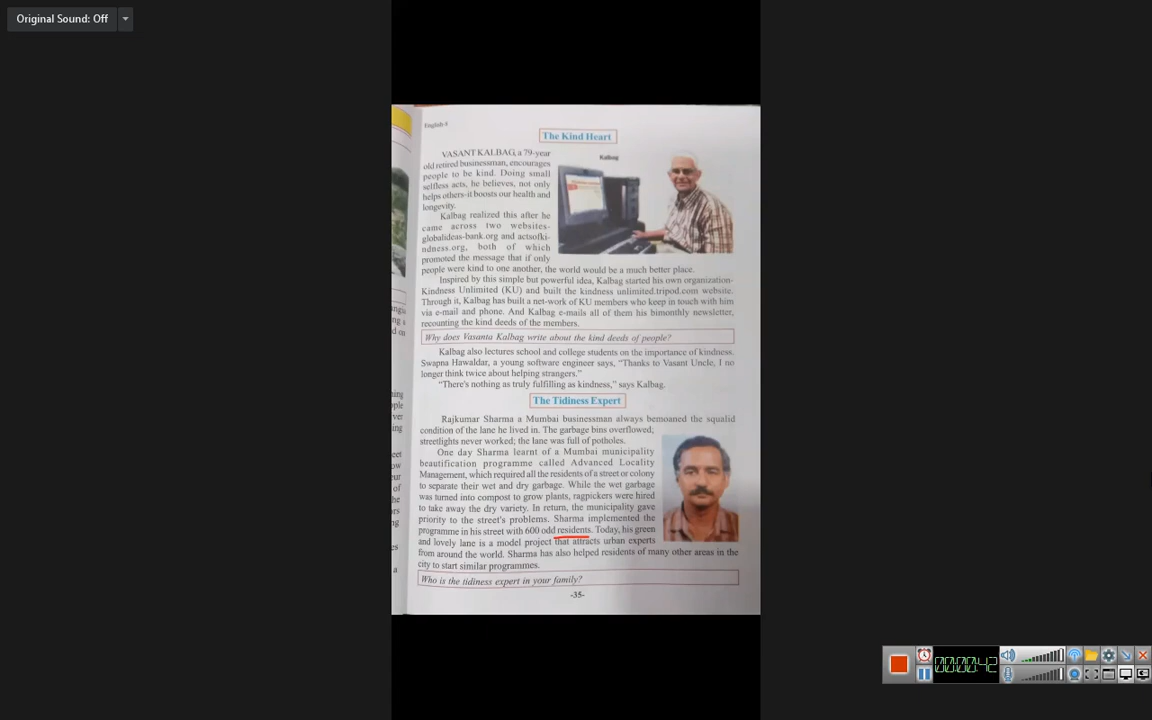 Original Sound: Off
English 4
The Kind Heart
VASANT KALBAG, a 79-year
old retired businessman, encourages
people to be kind. Doing small
selfless acts, he believes, not only
helps others-it boosts our health and
longevity.
Kalbag
Kalbag realized this after he
came across two websites-
globalideas-bank.org and actsofki-
ndness.org, both of which
promoted the message that if only
people were kind to one another, the world would be a much better place.
Inspired by this simple but powerful idea, Kalbag started his own organization-
Kindness Unlimited (KU) and built the kindness unlimited.tripod.com website.
Through it, Kalbag has built a net-work of KU members who keep in touch with him
via e-mail and phone. And Kalbag e-mails all of them his bimonthly newsletter,
recounting the kind deeds of the members.
Why does Vasanta Kalbag write about the kind deeds of people?
Kalbag also lectures school and college students on the importance of kindness.
Swapna Hawaldar, a young software engineer says, "Thanks to Vasant Uncle, I no
longer think twice about helping strangers."
"There's nothing as truly fulfilling as kindness," says Kalbag.
The Tidiness Expert
Rajkumar Sharma a Mumbai businessman always bemoaned the squalid
condition of the lane he lived in. The garbage bins overflowed;
streetlights never worked; the lane was full of potholes.
One day Sharma learnt of a Mumbai municipality
beautification programme called Advanced Locality
Management, which required all the residents of a street or colony
to separate their wet and dry garbage. While the wet garbage
was turned into compost to grow plants, ragpickers were hired
to take away the dry variety. In return, the municipality gave
priority to the street's problems. Sharma implemented the
programme in his street with 600 odd residents. Today, his green
and lovely lane is a model project that attracts urban experts
from around the world. Sharma has also helped residents of many other areas in the
city to start similar programmes.
Who is the tidiness expert in your family?
-35-
00:00:42